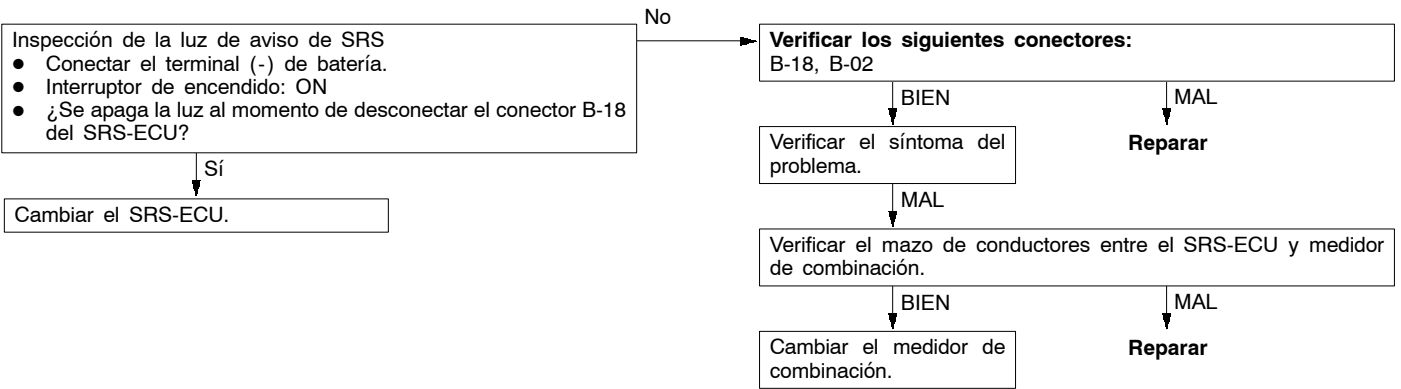 Inspección de la luz de aviso de SRS
● Conectar el terminal (-) de batería.
● Interruptor de encendido: ON
● ¿Se apaga la luz al momento de desconectar el conector B-18
del SRS-ECU?
Sí
Cambiar el SRS-ECU.
No
Verificar los siguientes conectores:
B-18, B-02
BIEN
MAL
Verificar el síntoma del
problema.
Reparar
MAL
Verificar el mazo de conductores entre el SRS-ECU y medidor
de combinación.
BIEN
MAL
Cambiar el medidor de
combinación.
Reparar